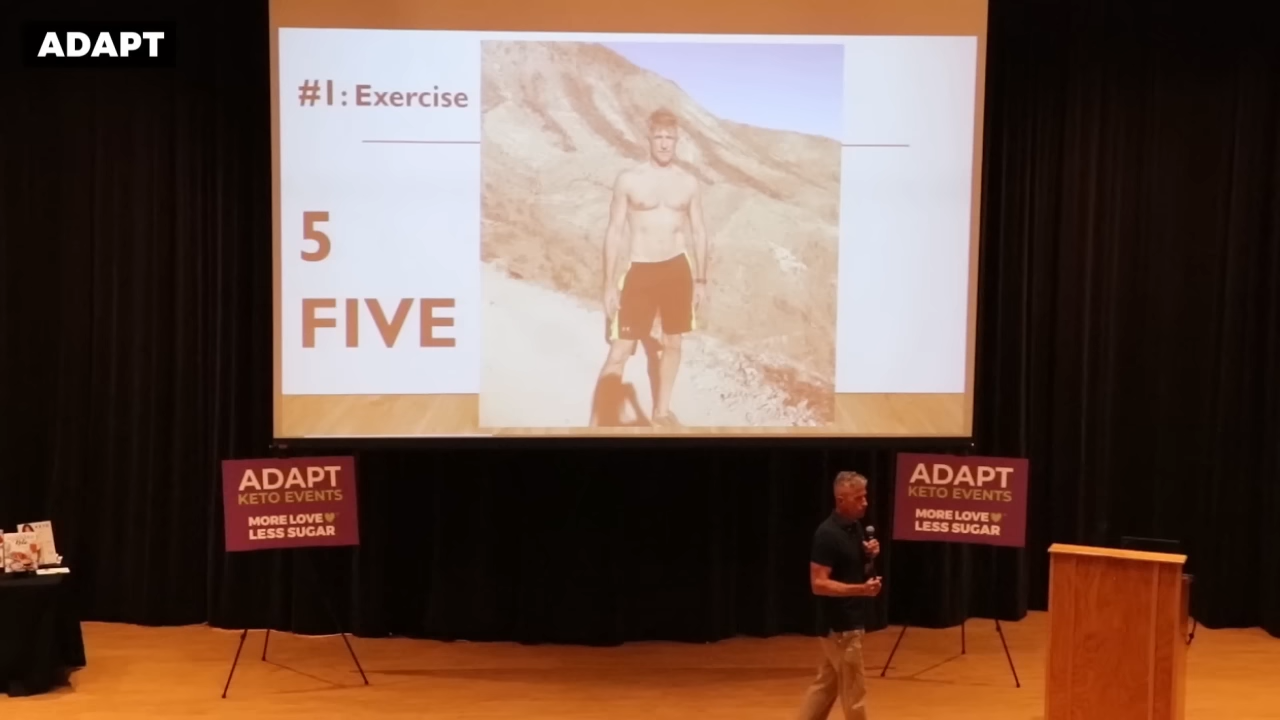 ADAPT
#1: Exercise
5
FIVE
ADAPT
KETO EVENTS
MORE LOVE
LESS SUGAR
ADAPT
KETO EVENTS
MORE LOVE
LESS SUGAR